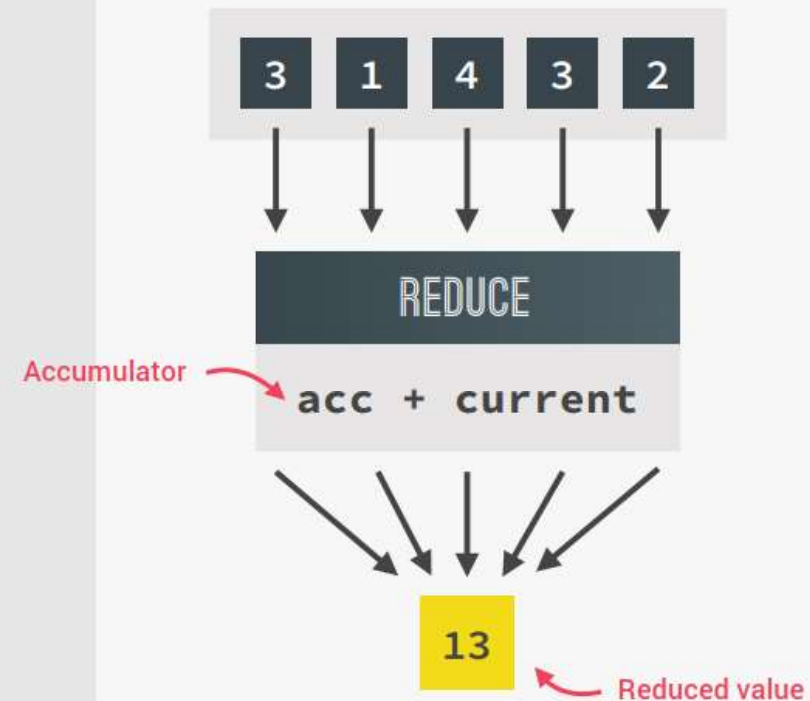 3 1 4 3 2
REDUCE
Accumulator
acc + current
13
Reduced value